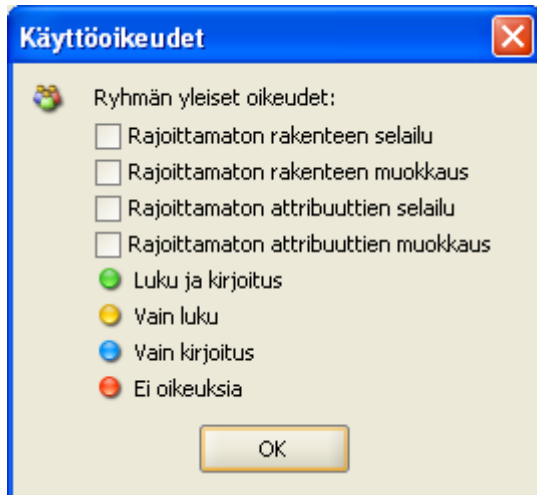 Käyttöoikeudet
Ryhmän yleiset oikeudet:
Rajoittamaton rakenteen selailu
Rajoittamaton rakenteen muokkaus
Rajoittamaton attribuuttien selailu
Rajoittamaton attribuuttien muokkaus
Luku ja kirjoitus
Vain luku
Vain kirjoitus
Ei oikeuksia
OK